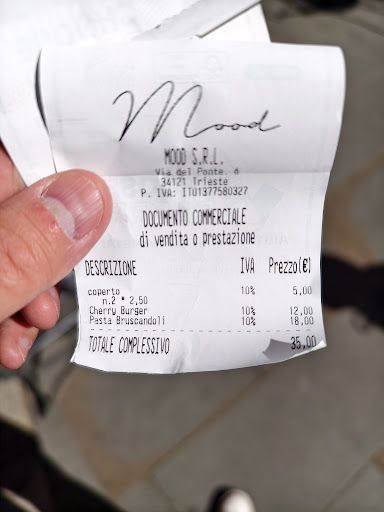 Mood
MOOD S.R.L.
Via del Ponte, 6
34121 Trieste
P. IVA: IT01377580327
DOCUMENTO COMMERCIALE
di vendita o prestazione
DESCRIZIONE IVA Prezzo(€)
coperto 10% 5,00
n.2 * 2,50
Cherry Burger 10% 12,00
Pasta Bruscandoli 10% 18,00
TOTALE COMPLESSIVO 35,00